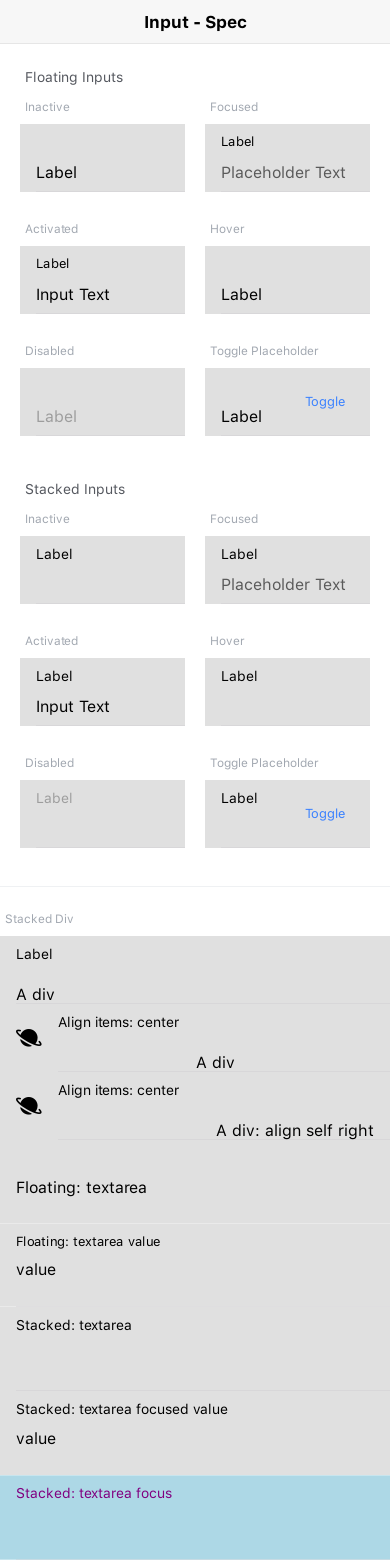 Input - Spec
Floating Inputs
Inactive
Focused
Label
Label
Placeholder Text
Activated
Hover
Label
Input Text
Label
Disabled
Toggle Placeholder
Label
Label
Toggle
Stacked Inputs
Inactive
Focused
Label
Label
Placeholder Text
Activated
Hover
Label
Input Text
Label
Disabled
Toggle Placeholder
Label
Label
Toggle
Stacked Div
Label
A div
Align items: center
A div
Align items: center
A div: align self right
Floating: textarea
Floating: textarea value
value
Stacked: textarea
Stacked: textarea focused value
value
Stacked: textarea focus